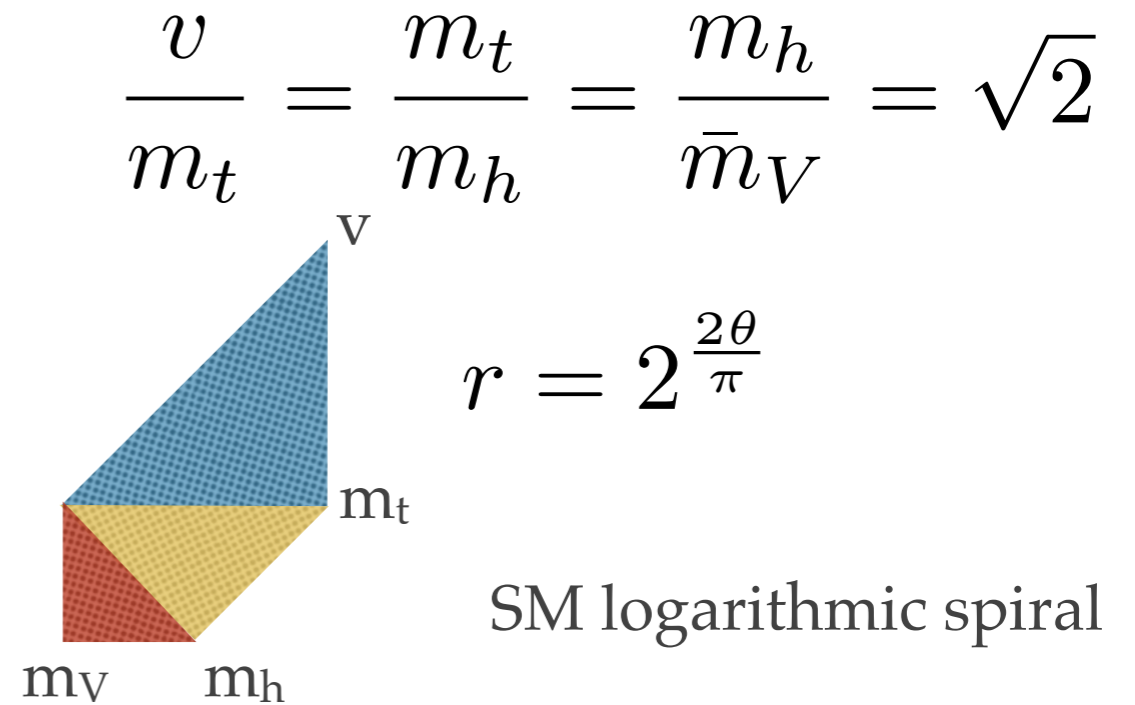 v/m_t = m_t/m_h = m_h/m̄_V = √2
v
r = 2^(2θ/π)
m_t
SM logarithmic spiral
m_V m_h